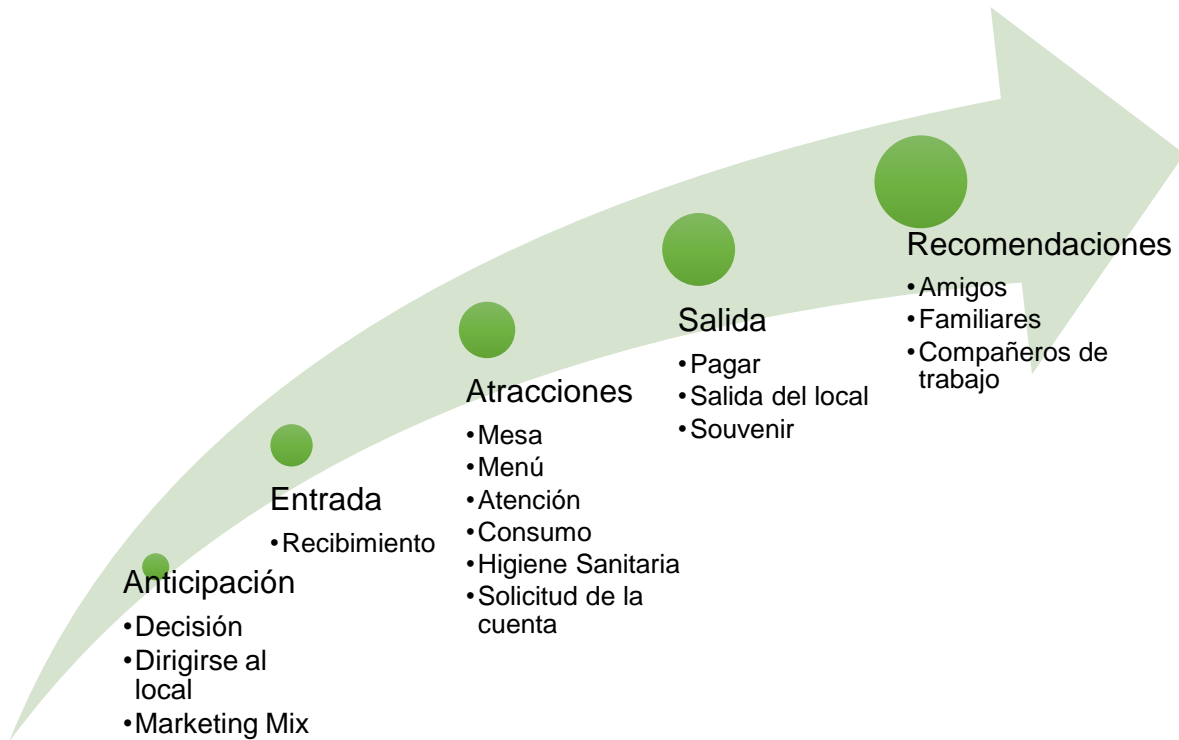 Anticipación
•Decisión
•Dirigirse al
local
•Marketing Mix
Entrada
•Recibimiento
Atracciones
•Mesa
•Menú
•Atención
•Consumo
•Higiene Sanitaria
•Solicitud de la
cuenta
Salida
•Pagar
•Salida del local
•Souvenir
Recomendaciones
•Amigos
•Familiares
•Compañeros de
trabajo